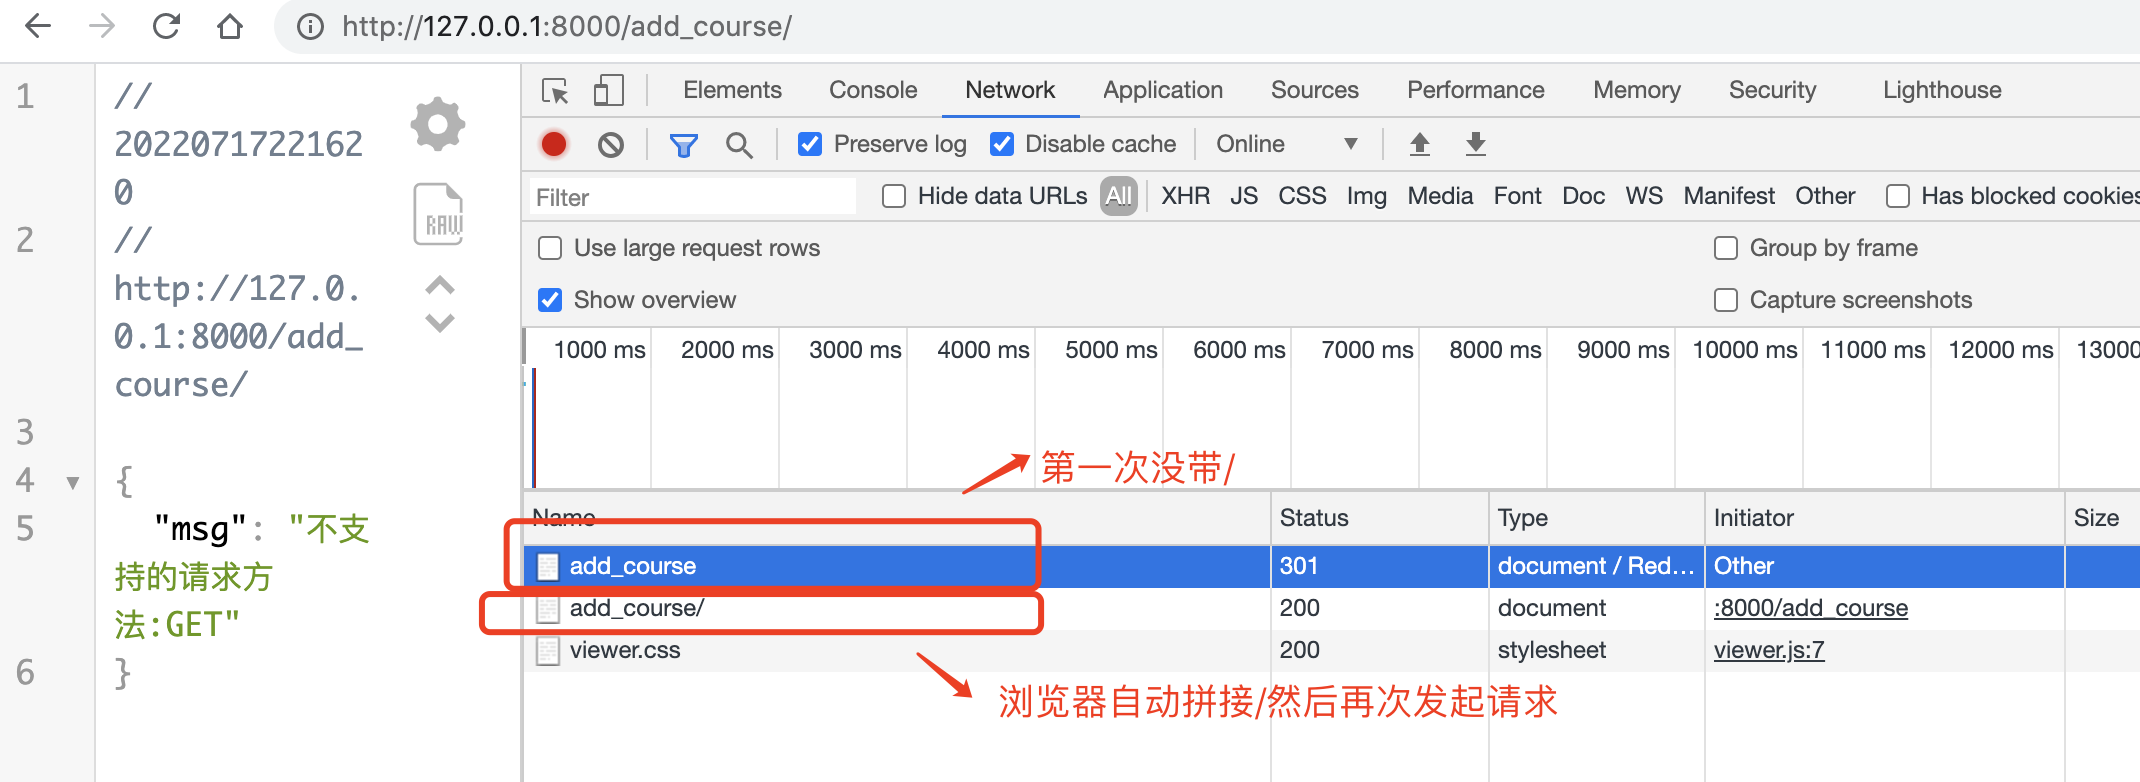 http://127.0.0.1:8000/add_course/
1 //
2022071722162
0
2 //
http://127.0.
0.1:8000/add_
course/
3
4 {
5 "msg": "不支
持的请求方
法:GET"
6 }
RAW
Elements Console Network Application Sources Performance Memory Security Lighthouse
Preserve log Disable cache Online
Filter Hide data URLs All XHR JS CSS Img Media Font Doc WS Manifest Other Has blocked cookies
Use large request rows Group by frame
Show overview Capture screenshots
1000 ms 2000 ms 3000 ms 4000 ms 5000 ms 6000 ms 7000 ms 8000 ms 9000 ms 10000 ms 11000 ms 12000 ms 13000
第一次没带/
Name Status Type Initiator Size
add_course 301 document / Red... Other
add_course/ 200 document :8000/add_course
viewer.css 200 stylesheet viewer.js:7
浏览器自动拼接/然后再次发起请求